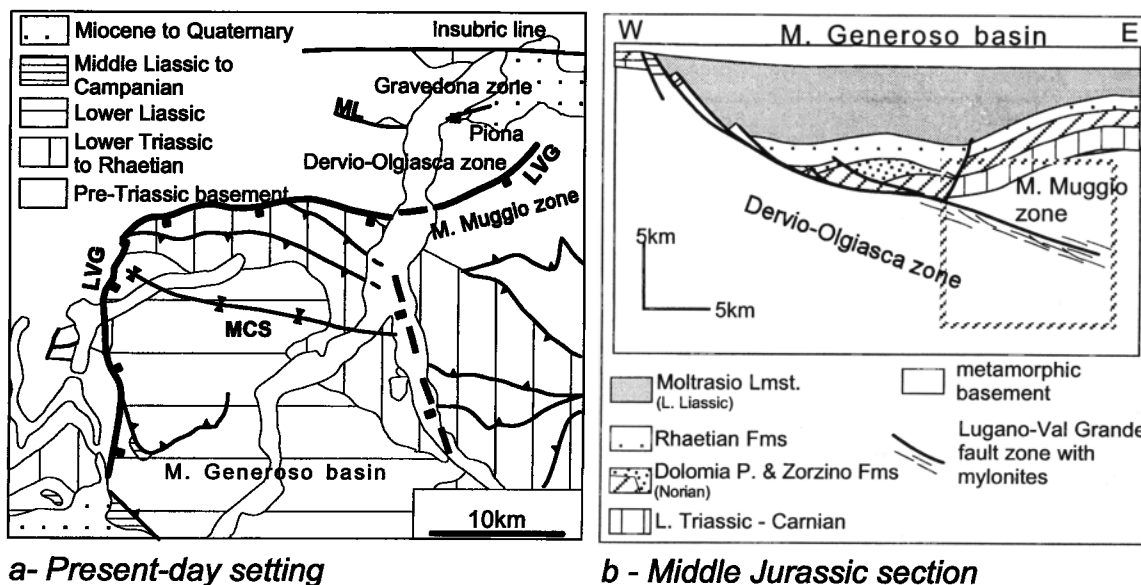 Miocene to Quaternary
Middle Liassic to
Campanian
Lower Liassic
Lower Triassic
to Rhaetian
Pre-Triassic basement
Insubric line
Gravedona zone
ML
Piona
Dervio-Olgiasca zone
LVG
M. Muggio zone
LVG
MCS
M. Generoso basin
10km
a- Present-day setting
W
M. Generoso basin
E
M. Muggio
zone
Dervio-Olgiasca zone
5km
5km
Moltrasio Lmst.
(L. Liassic)
Rhaetian Fms
Dolomia P. & Zorzino Fms
(Norian)
L. Triassic - Carnian
metamorphic
basement
Lugano-Val Grande
fault zone with
mylonites
b - Middle Jurassic section